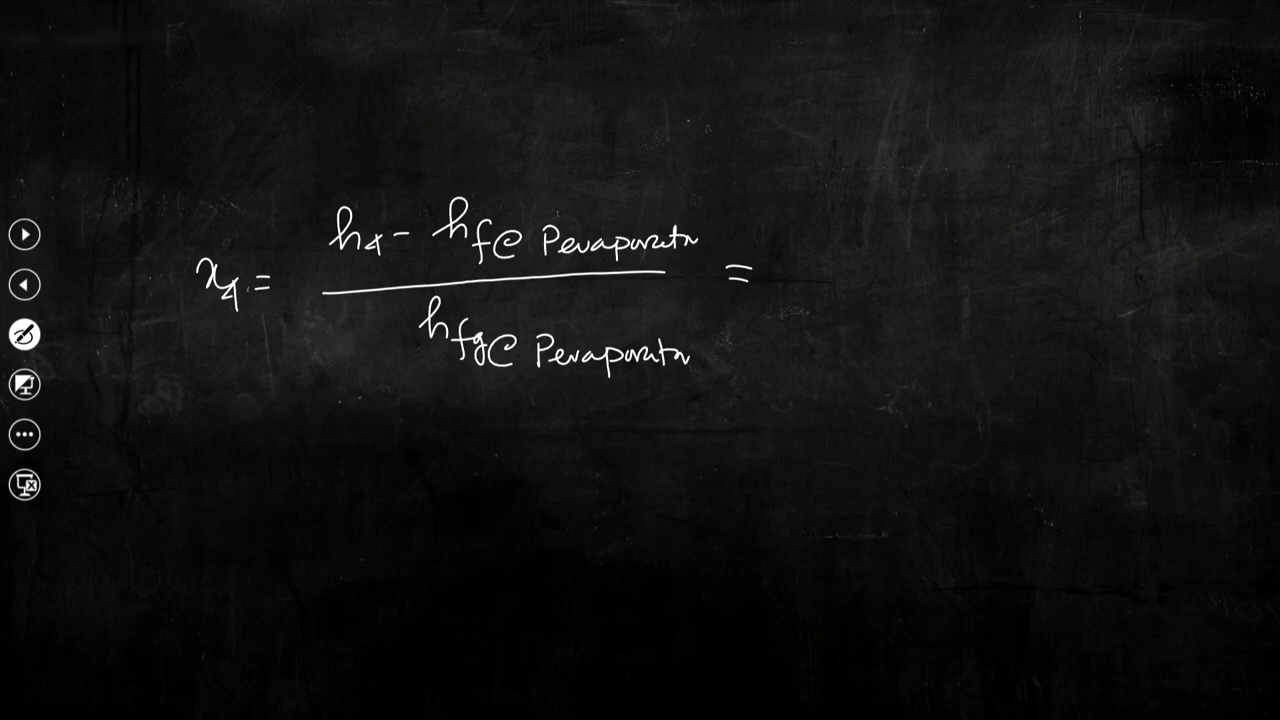 x4 = h4 - hf@ Pevaporator / hfg@ Pevaporator =